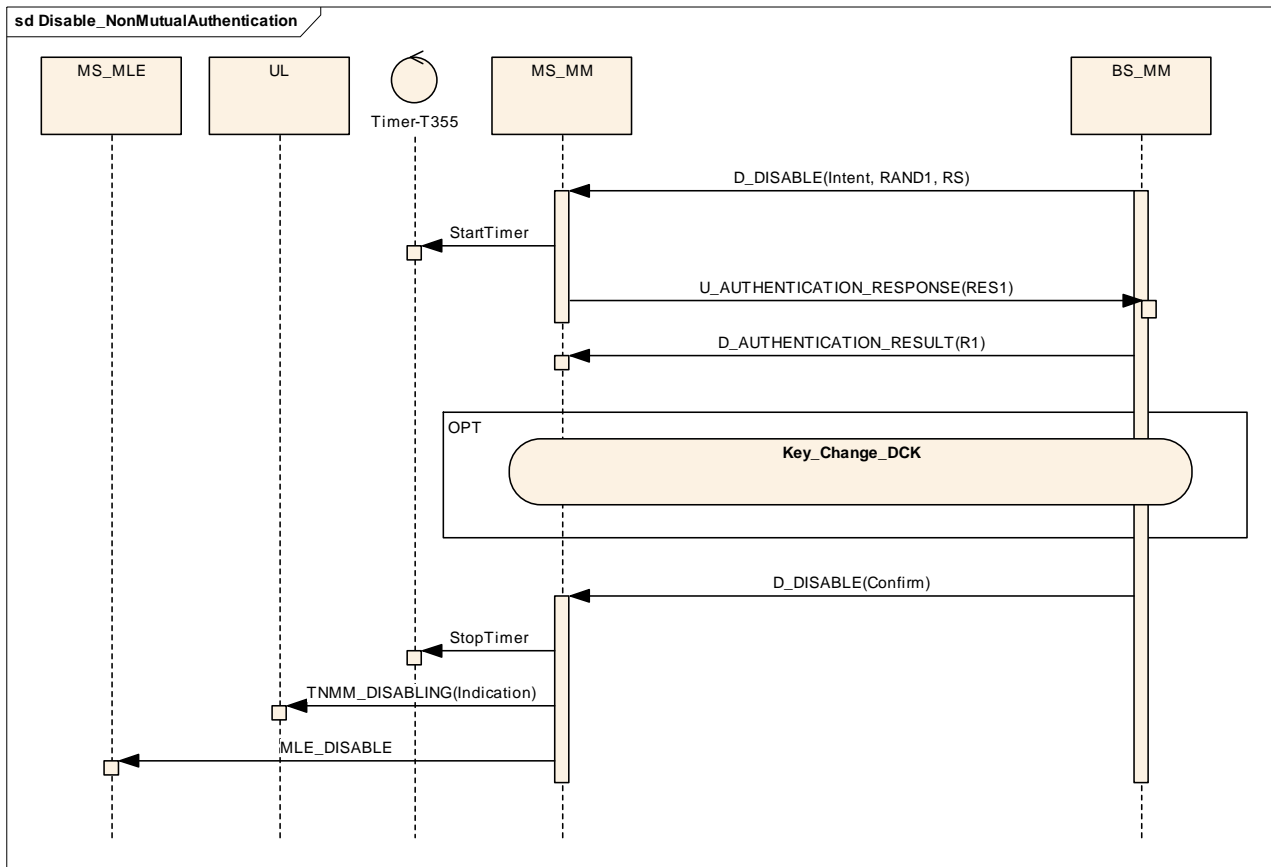 sd Disable_NonMutualAuthentication
MS_MLE
UL
Timer-T355
MS_MM
BS_MM
D_DISABLE(Intent, RAND1, RS)
StartTimer
U_AUTHENTICATION_RESPONSE(RES1)
D_AUTHENTICATION_RESULT(R1)
OPT
Key_Change_DCK
D_DISABLE(Confirm)
StopTimer
TNMM_DISABLING(Indication)
MLE_DISABLE